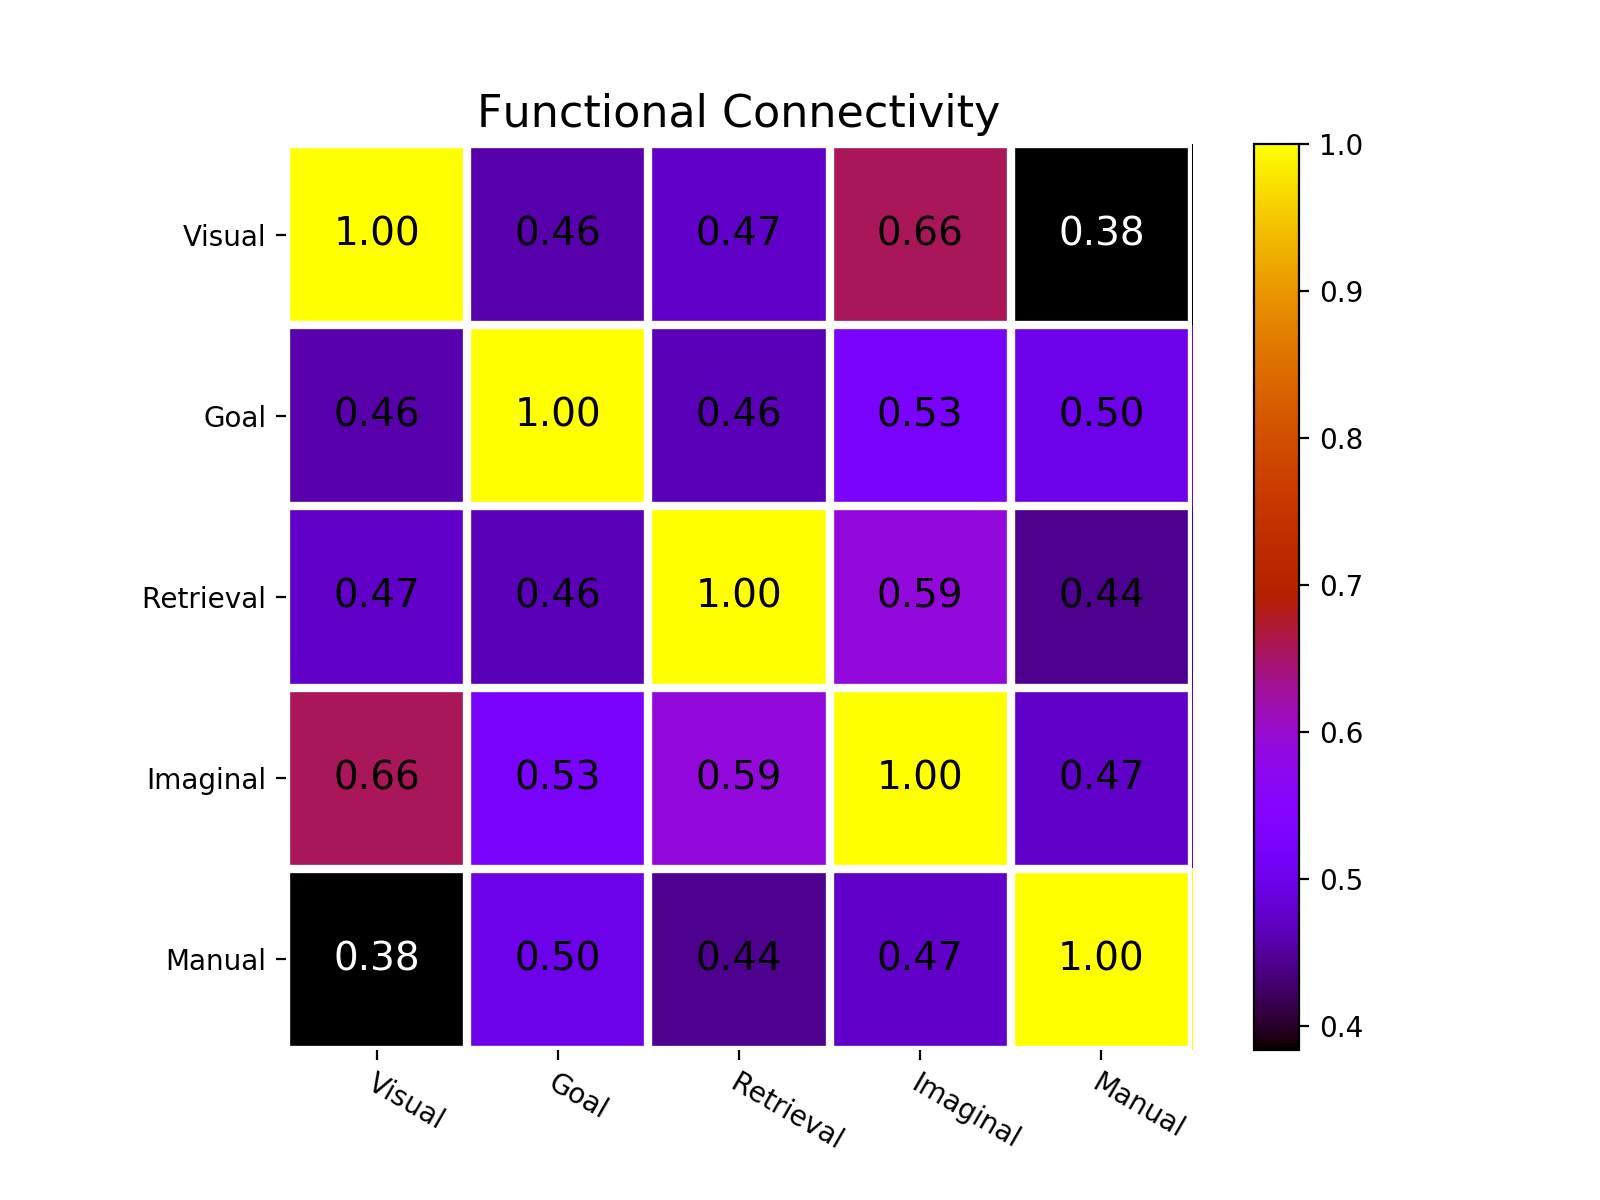 Functional Connectivity
Visual 1.00 0.46 0.47 0.66 0.38
Goal 0.46 1.00 0.46 0.53 0.50
Retrieval 0.47 0.46 1.00 0.59 0.44
Imaginal 0.66 0.53 0.59 1.00 0.47
Manual 0.38 0.50 0.44 0.47 1.00
Visual Goal Retrieval Imaginal Manual
1.0
0.9
0.8
0.7
0.6
0.5
0.4